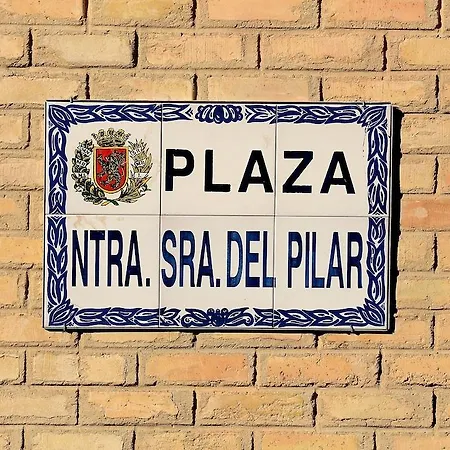 PLAZA
NTRA. SRA. DEL PILAR